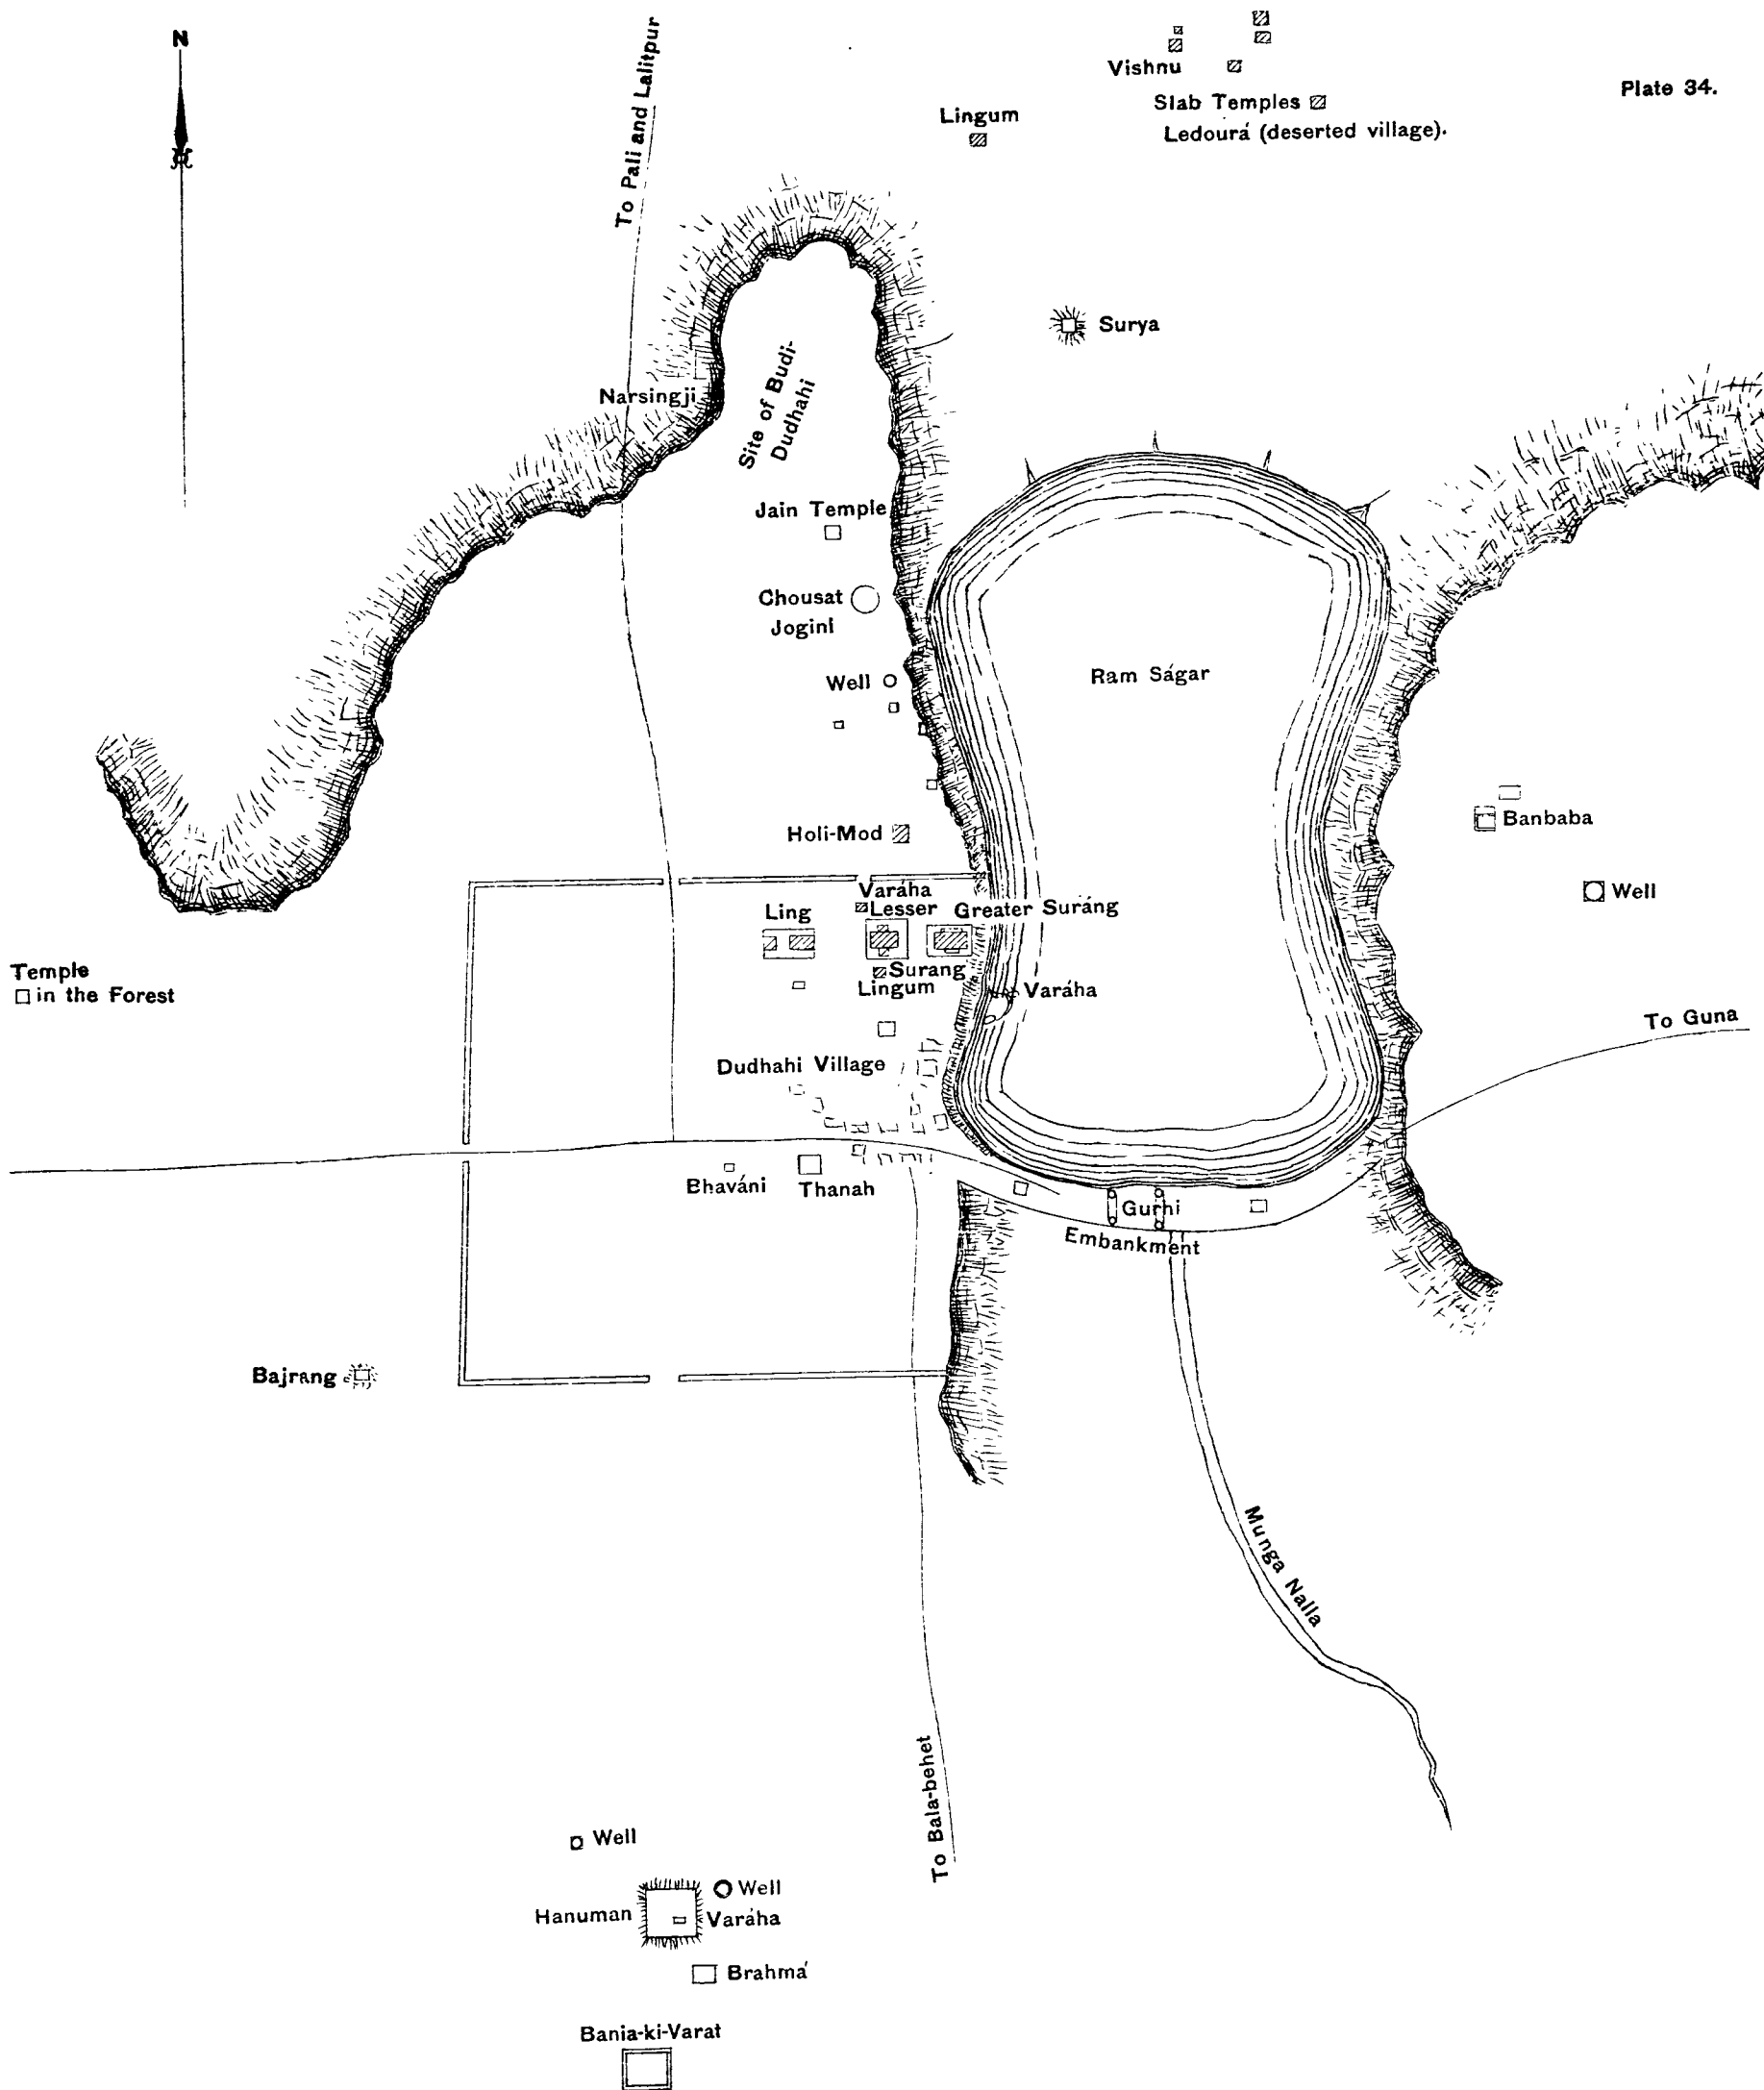 N
To Pali and Lalitpur
Vishnu
Plate 34.
Slab Temples
Lingum
Ledourá (deserted village).
Surya
Narsingji
Site of Budi-
Dudhahi
Jain Temple
Chousat
Jogini
Well
Ram Ságar
Holi-Mod
Banbaba
Well
Varáha
Ling
Lesser
Greater Suráng
Temple
in the Forest
Surang
Lingum
Varáha
To Guna
Dudhahi Village
Bhaváni
Thanah
Gurhi
Embankment
Bajrang
Munga Nalla
To Bala-behet
Well
Well
Hanuman
Varáha
Brahmá
Bania-ki-Varat